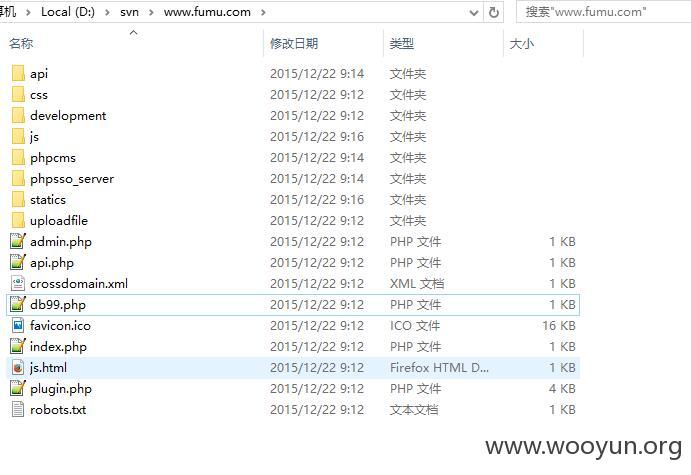 算机 > Local (D:) > svn > www.fumu.com > 搜索"www.fumu.com"
名称 修改日期 类型 大小
api 2015/12/22 9:14 文件夹
css 2015/12/22 9:12 文件夹
development 2015/12/22 9:12 文件夹
js 2015/12/22 9:16 文件夹
phpcms 2015/12/22 9:14 文件夹
phpsso_server 2015/12/22 9:14 文件夹
statics 2015/12/22 9:16 文件夹
uploadfile 2015/12/22 9:12 文件夹
admin.php 2015/12/22 9:12 PHP 文件 1 KB
api.php 2015/12/22 9:12 PHP 文件 1 KB
crossdomain.xml 2015/12/22 9:12 XML 文档 1 KB
db99.php 2015/12/22 9:12 PHP 文件 1 KB
favicon.ico 2015/12/22 9:12 ICO 文件 16 KB
index.php 2015/12/22 9:12 PHP 文件 1 KB
js.html 2015/12/22 9:12 Firefox HTML D... 1 KB
plugin.php 2015/12/22 9:12 PHP 文件 4 KB
robots.txt 2015/12/22 9:12 文本文档 1 KB
www.wooyun.org